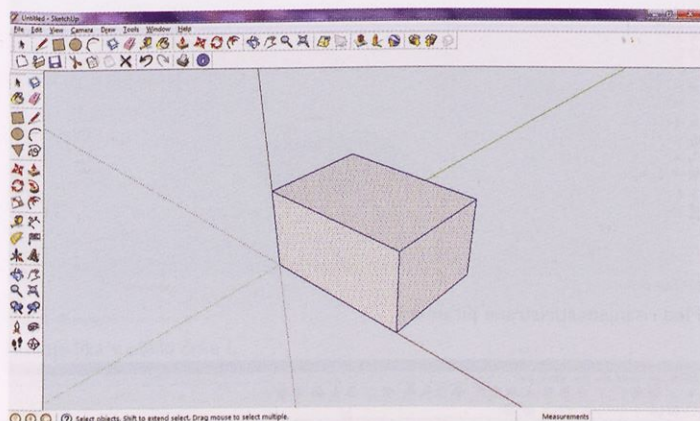 Untitled - SketchUp
File Edit View Camera Draw Tools Window Help
Select objects. Shift to extend select. Drag mouse to select multiple.
Measurements